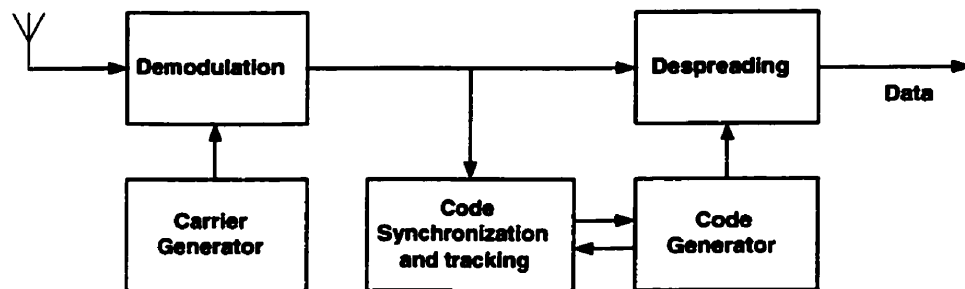 Demodulation
Despreading
Data
Carrier
Generator
Code
Synchronization
and tracking
Code
Generator